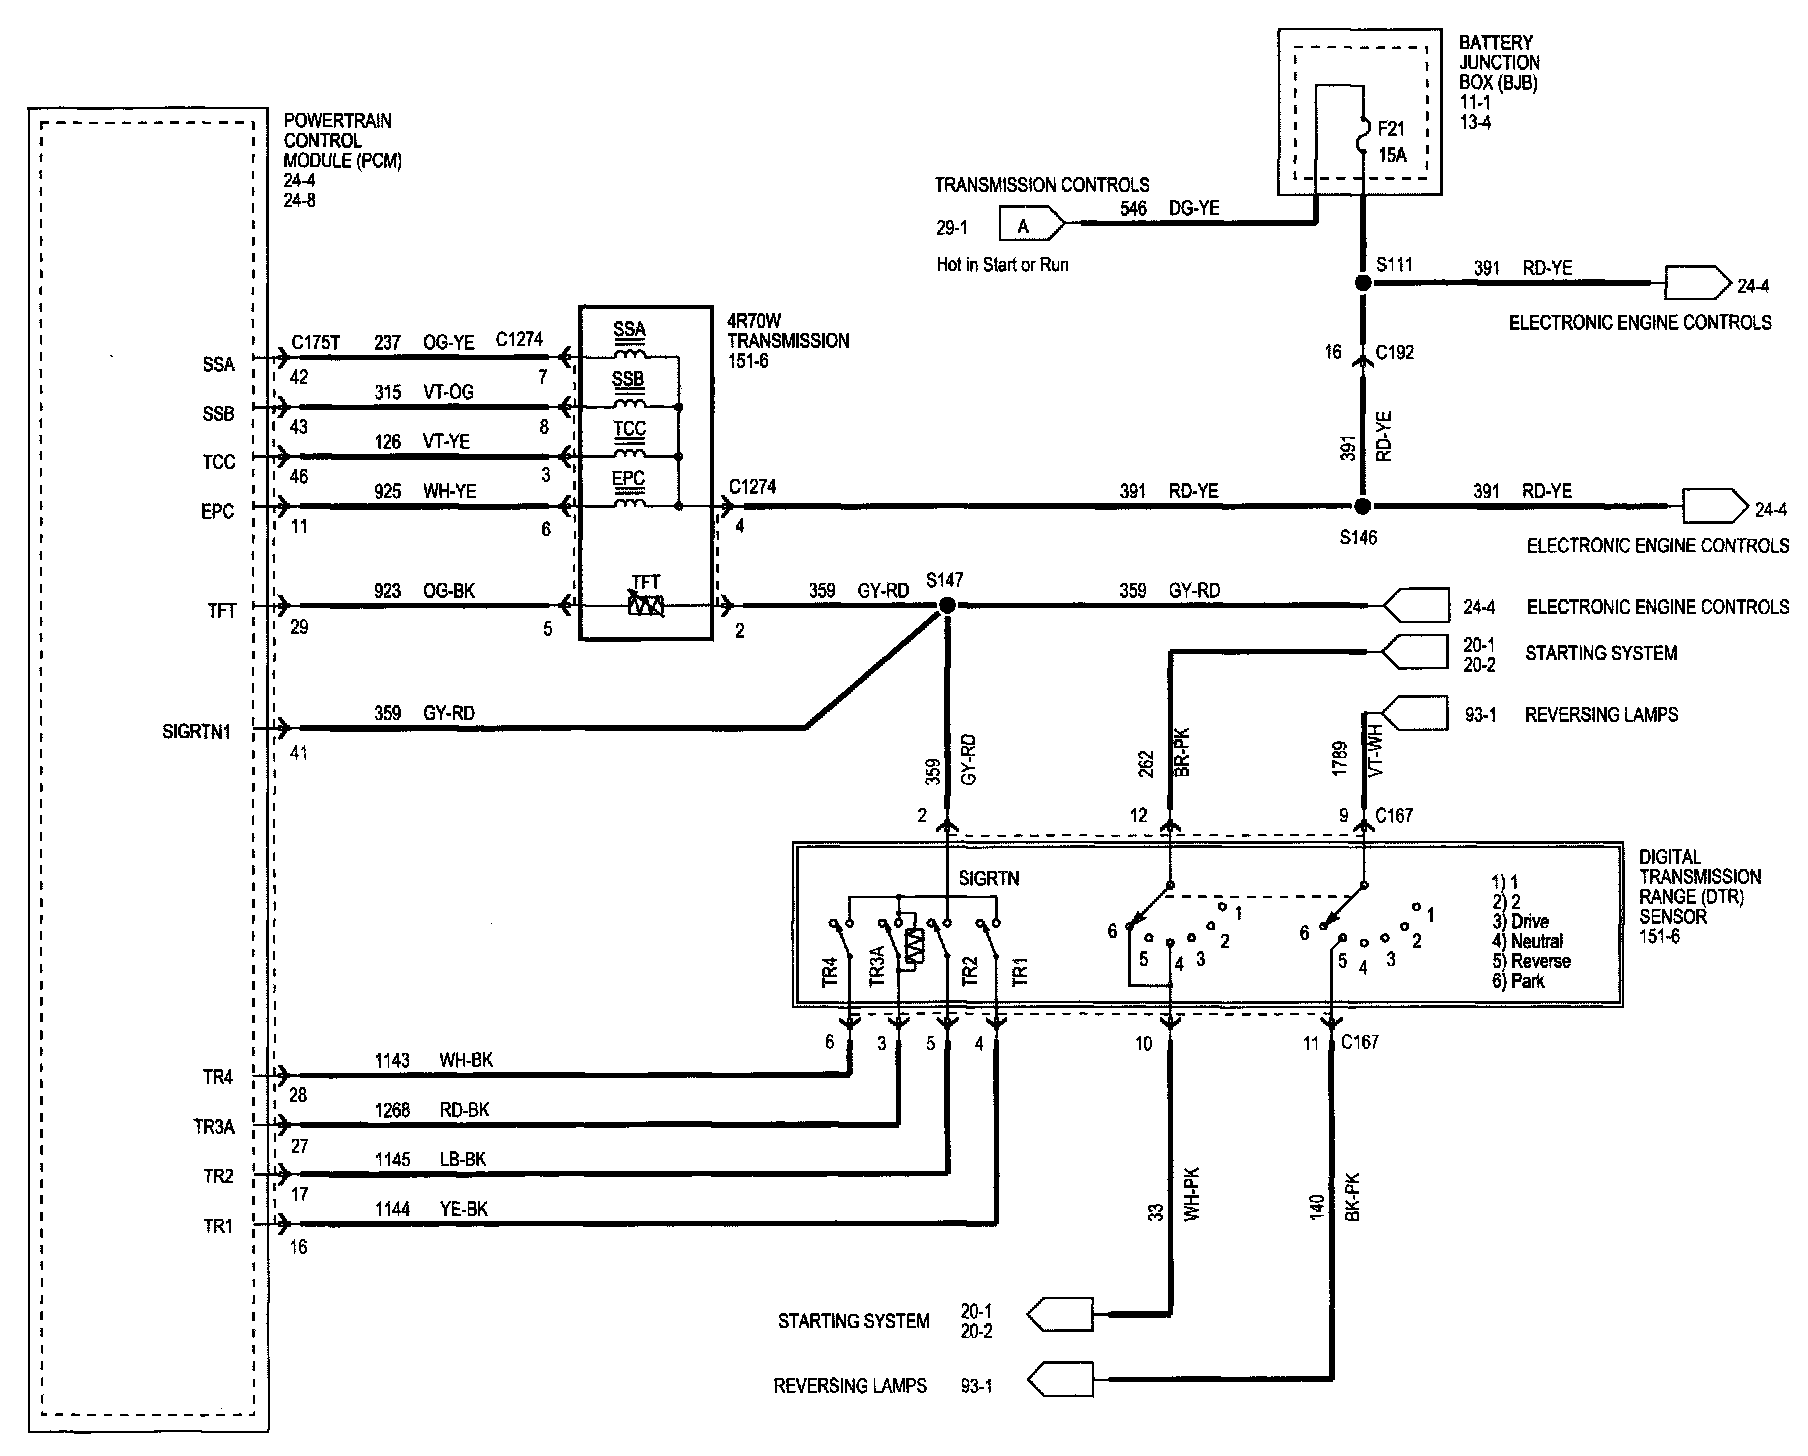 BATTERY
JUNCTION
BOX (BJB)
11-1
13-4
F21
15A
POWERTRAIN
CONTROL
MODULE (PCM)
24-4
24-8
TRANSMISSION CONTROLS
29-1
A
546 DG-YE
Hot in Start or Run
S111
391 RD-YE
24-4
ELECTRONIC ENGINE CONTROLS
16
C192
391
RD-YE
4R70W
TRANSMISSION
151-6
SSA
C175T
237 OG-YE
C1274
42
7
SSA
SSB
315 VT-OG
43
8
SSB
TCC
126 VT-YE
46
3
TCC
EPC
925 WH-YE
11
6
EPC
C1274
4
391 RD-YE
S146
391 RD-YE
24-4
ELECTRONIC ENGINE CONTROLS
TFT
923 OG-BK
29
5
TFT
2
359 GY-RD
S147
359 GY-RD
24-4
ELECTRONIC ENGINE CONTROLS
20-1
20-2
STARTING SYSTEM
SIGRTN1
359 GY-RD
41
93-1
REVERSING LAMPS
359
GY-RD
262
BR-PK
1789
VT-WH
2
12
9
C167
DIGITAL
TRANSMISSION
RANGE (DTR)
SENSOR
151-6
SIGRTN
TR4
TR3A
TR2
TR1
6
5
4
3
2
1
6
5
4
3
2
1
1) 1
2) 2
3) Drive
4) Neutral
5) Reverse
6) Park
6
3
5
4
10
11
C167
TR4
1143 WH-BK
28
TR3A
1268 RD-BK
27
TR2
1145 LB-BK
17
TR1
1144 YE-BK
16
33
WH-PK
140
BK-PK
STARTING SYSTEM
20-1
20-2
REVERSING LAMPS
93-1